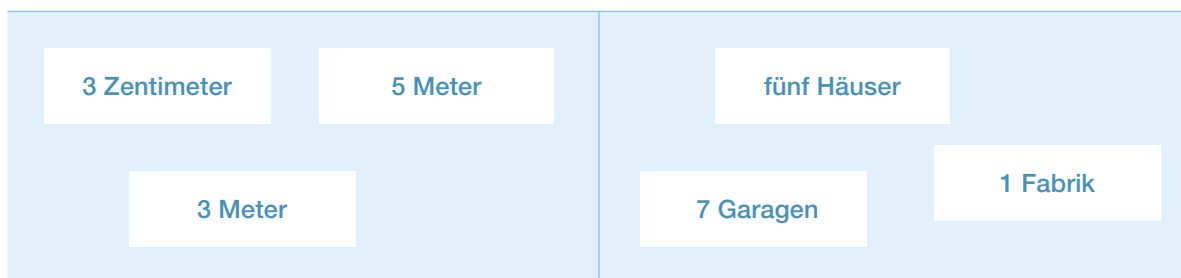 3 Zentimeter
5 Meter
3 Meter
fünf Häuser
7 Garagen
1 Fabrik